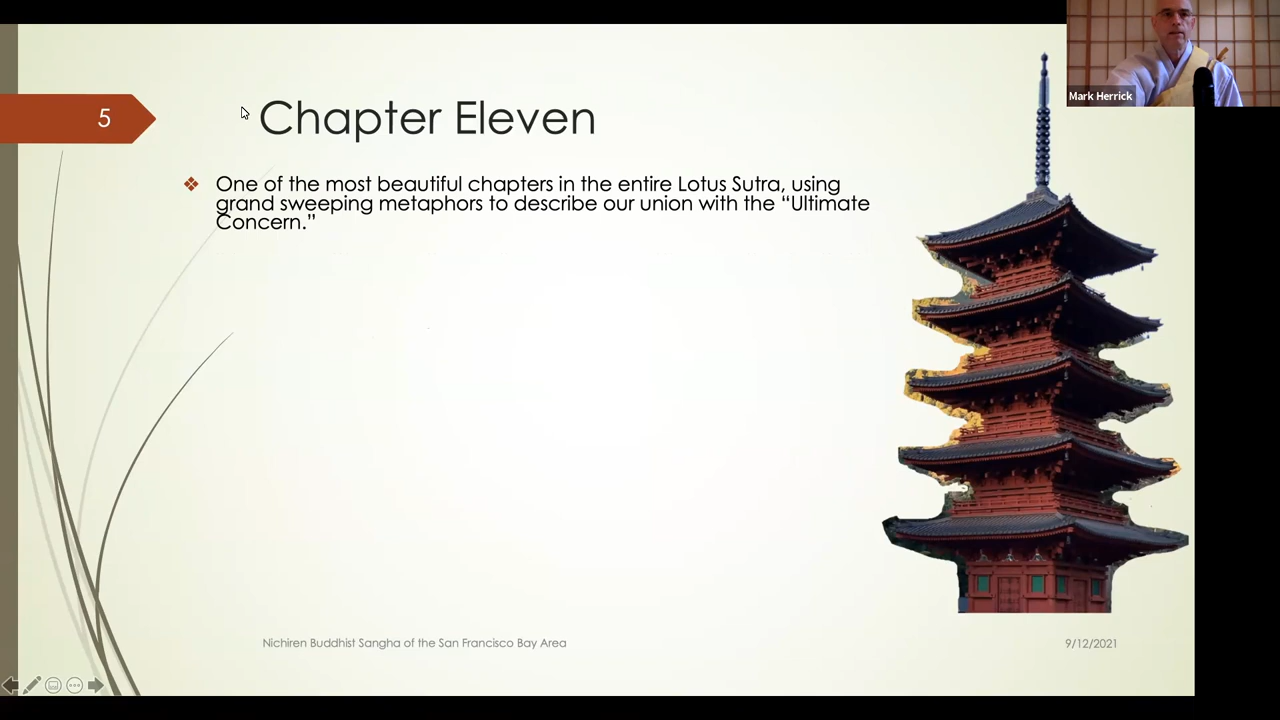 Mark Herrick
5
Chapter Eleven
One of the most beautiful chapters in the entire Lotus Sutra, using
grand sweeping metaphors to describe our union with the “Ultimate
Concern.”
Nichiren Buddhist Sangha of the San Francisco Bay Area
9/12/2021